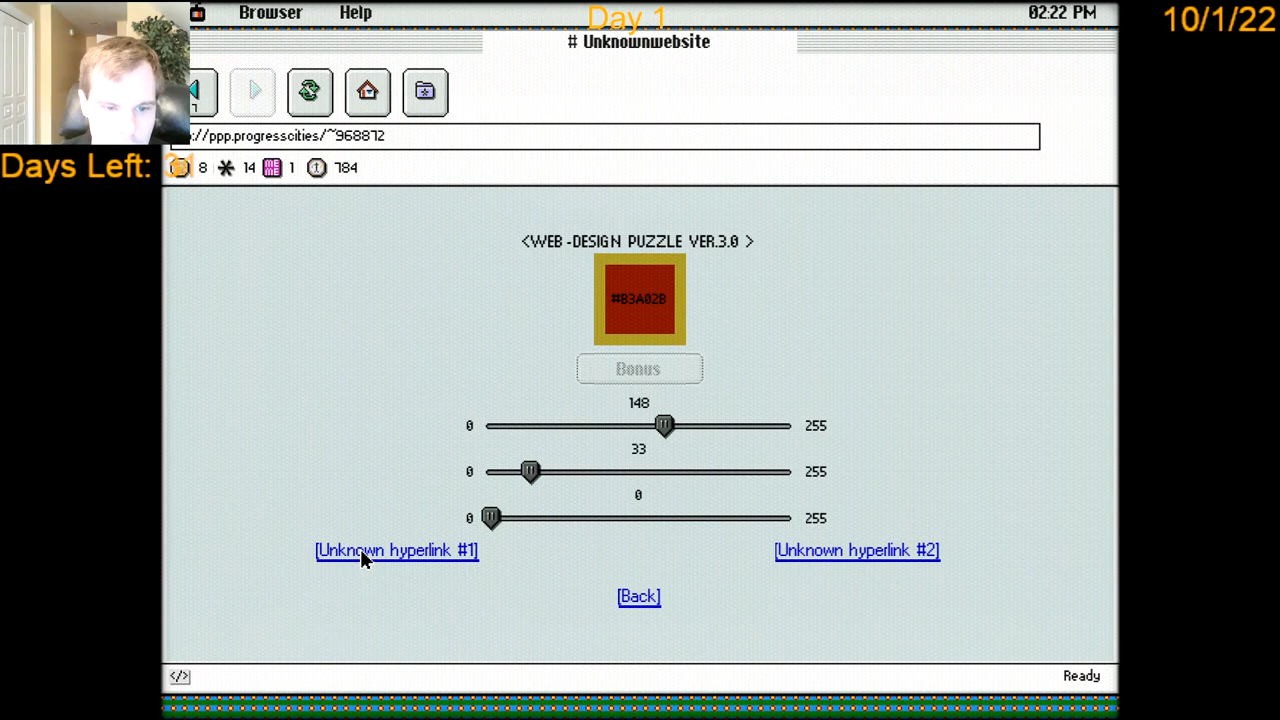 Browser Help Day 1 02:22 PM 10/1/22
# Unknownwebsite
://ppp.progresscities/~968872
Days Left:
8 14 1 784
<WEB-DESIGN PUZZLE VER.3.0 >
#B3A02B
Bonus
148
0 255
33
0 255
0
0 255
[Unknown hyperlink #1] [Unknown hyperlink #2]
[Back]
</> Ready